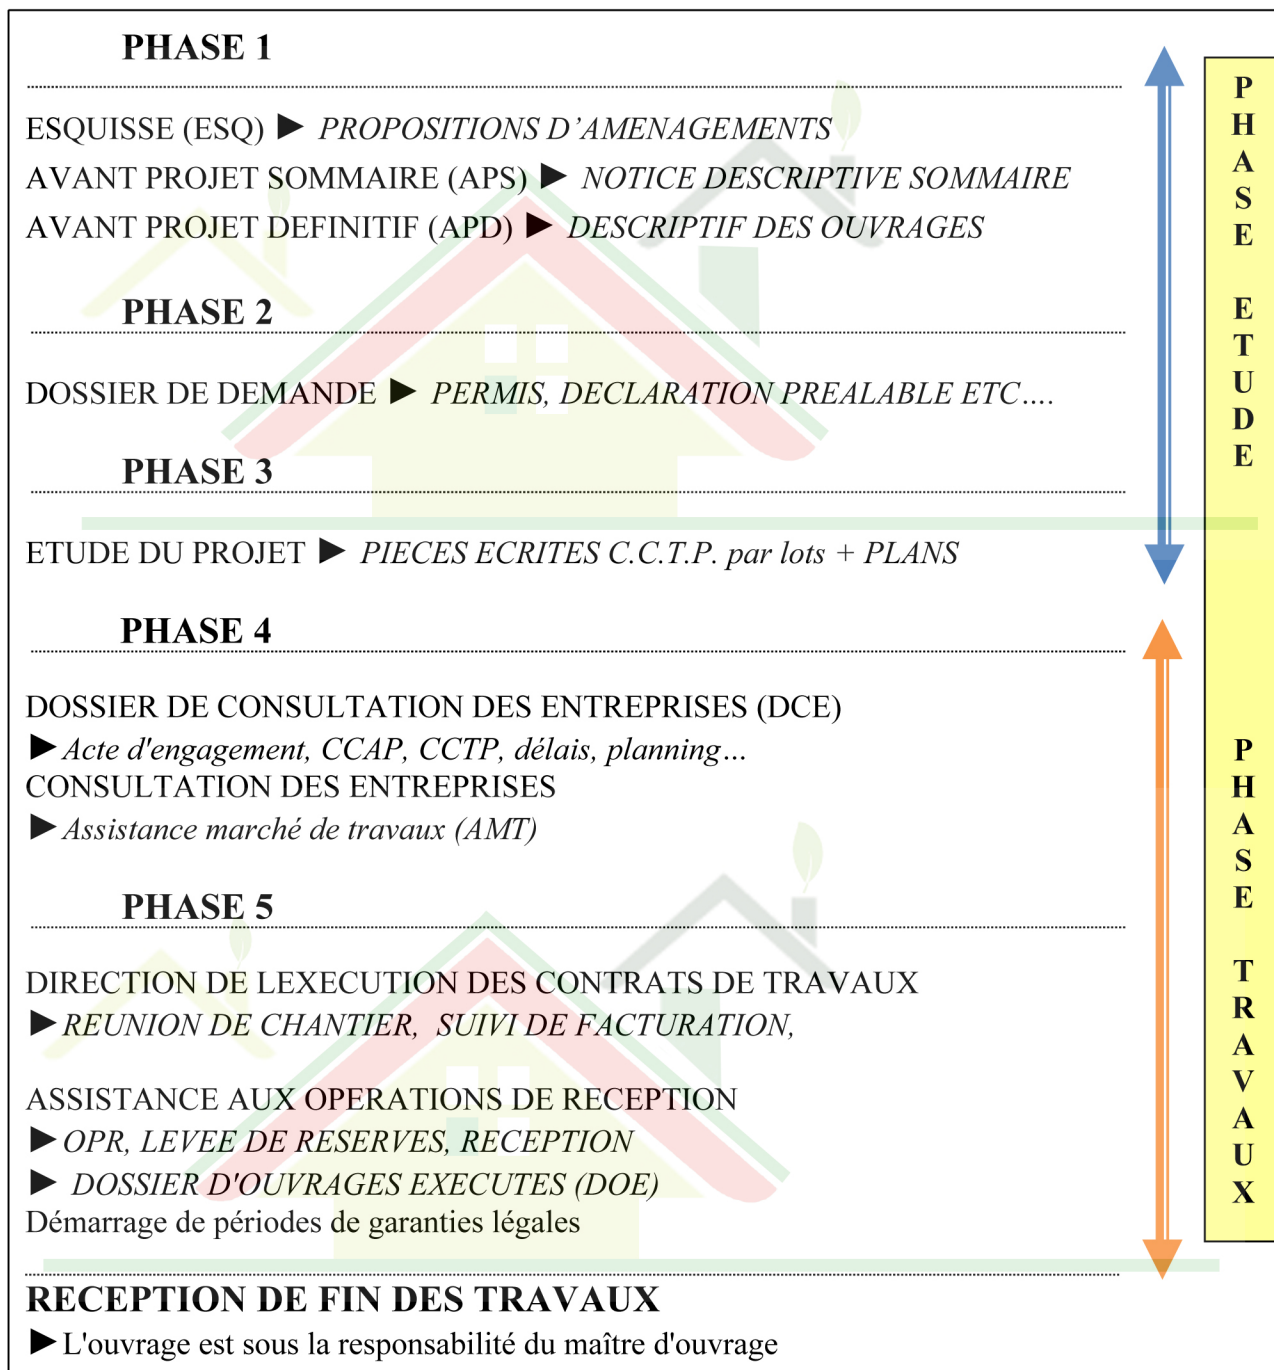 PHASE 1
ESQUISSE (ESQ) ► PROPOSITIONS D'AMENAGEMENTS
AVANT PROJET SOMMAIRE (APS) ► NOTICE DESCRIPTIVE SOMMAIRE
AVANT PROJET DEFINITIF (APD) ► DESCRIPTIF DES OUVRAGES
PHASE 2
DOSSIER DE DEMANDE ► PERMIS, DECLARATION PREALABLE ETC….
PHASE 3
ETUDE DU PROJET ► PIECES ECRITES C.C.T.P. par lots + PLANS
PHASE 4
DOSSIER DE CONSULTATION DES ENTREPRISES (DCE)
►Acte d'engagement, CCAP, CCTP, délais, planning…
CONSULTATION DES ENTREPRISES
►Assistance marché de travaux (AMT)
PHASE 5
DIRECTION DE LEXECUTION DES CONTRATS DE TRAVAUX
►REUNION DE CHANTIER, SUIVI DE FACTURATION,
ASSISTANCE AUX OPERATIONS DE RECEPTION
►OPR, LEVEE DE RESERVES, RECEPTION
► DOSSIER D'OUVRAGES EXECUTES (DOE)
Démarrage de périodes de garanties légales
RECEPTION DE FIN DES TRAVAUX
►L'ouvrage est sous la responsabilité du maître d'ouvrage
PHASE ETUDE
PHASE TRAVAUX